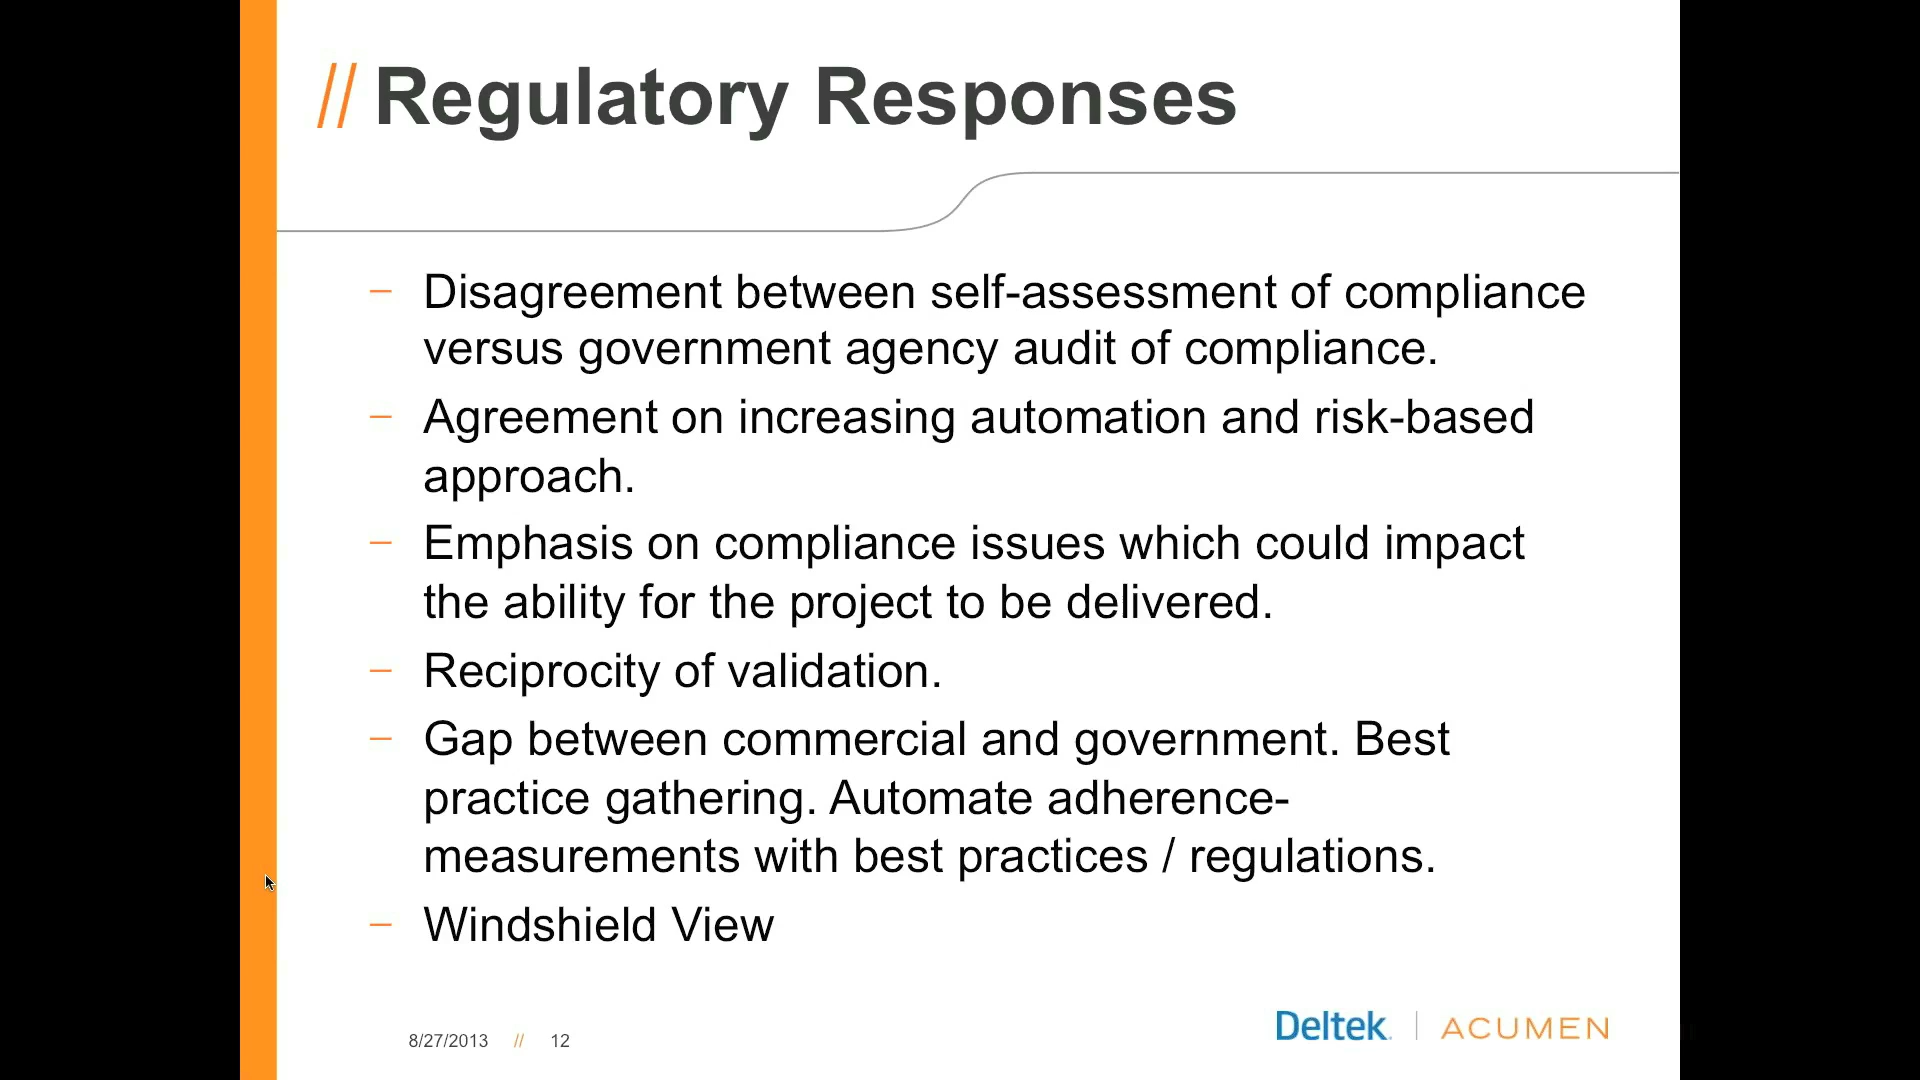 // Regulatory Responses
– Disagreement between self-assessment of compliance
versus government agency audit of compliance.
– Agreement on increasing automation and risk-based
approach.
– Emphasis on compliance issues which could impact
the ability for the project to be delivered.
– Reciprocity of validation.
– Gap between commercial and government. Best
practice gathering. Automate adherence-
measurements with best practices / regulations.
– Windshield View
8/27/2013 // 12
Deltek | ACUMEN